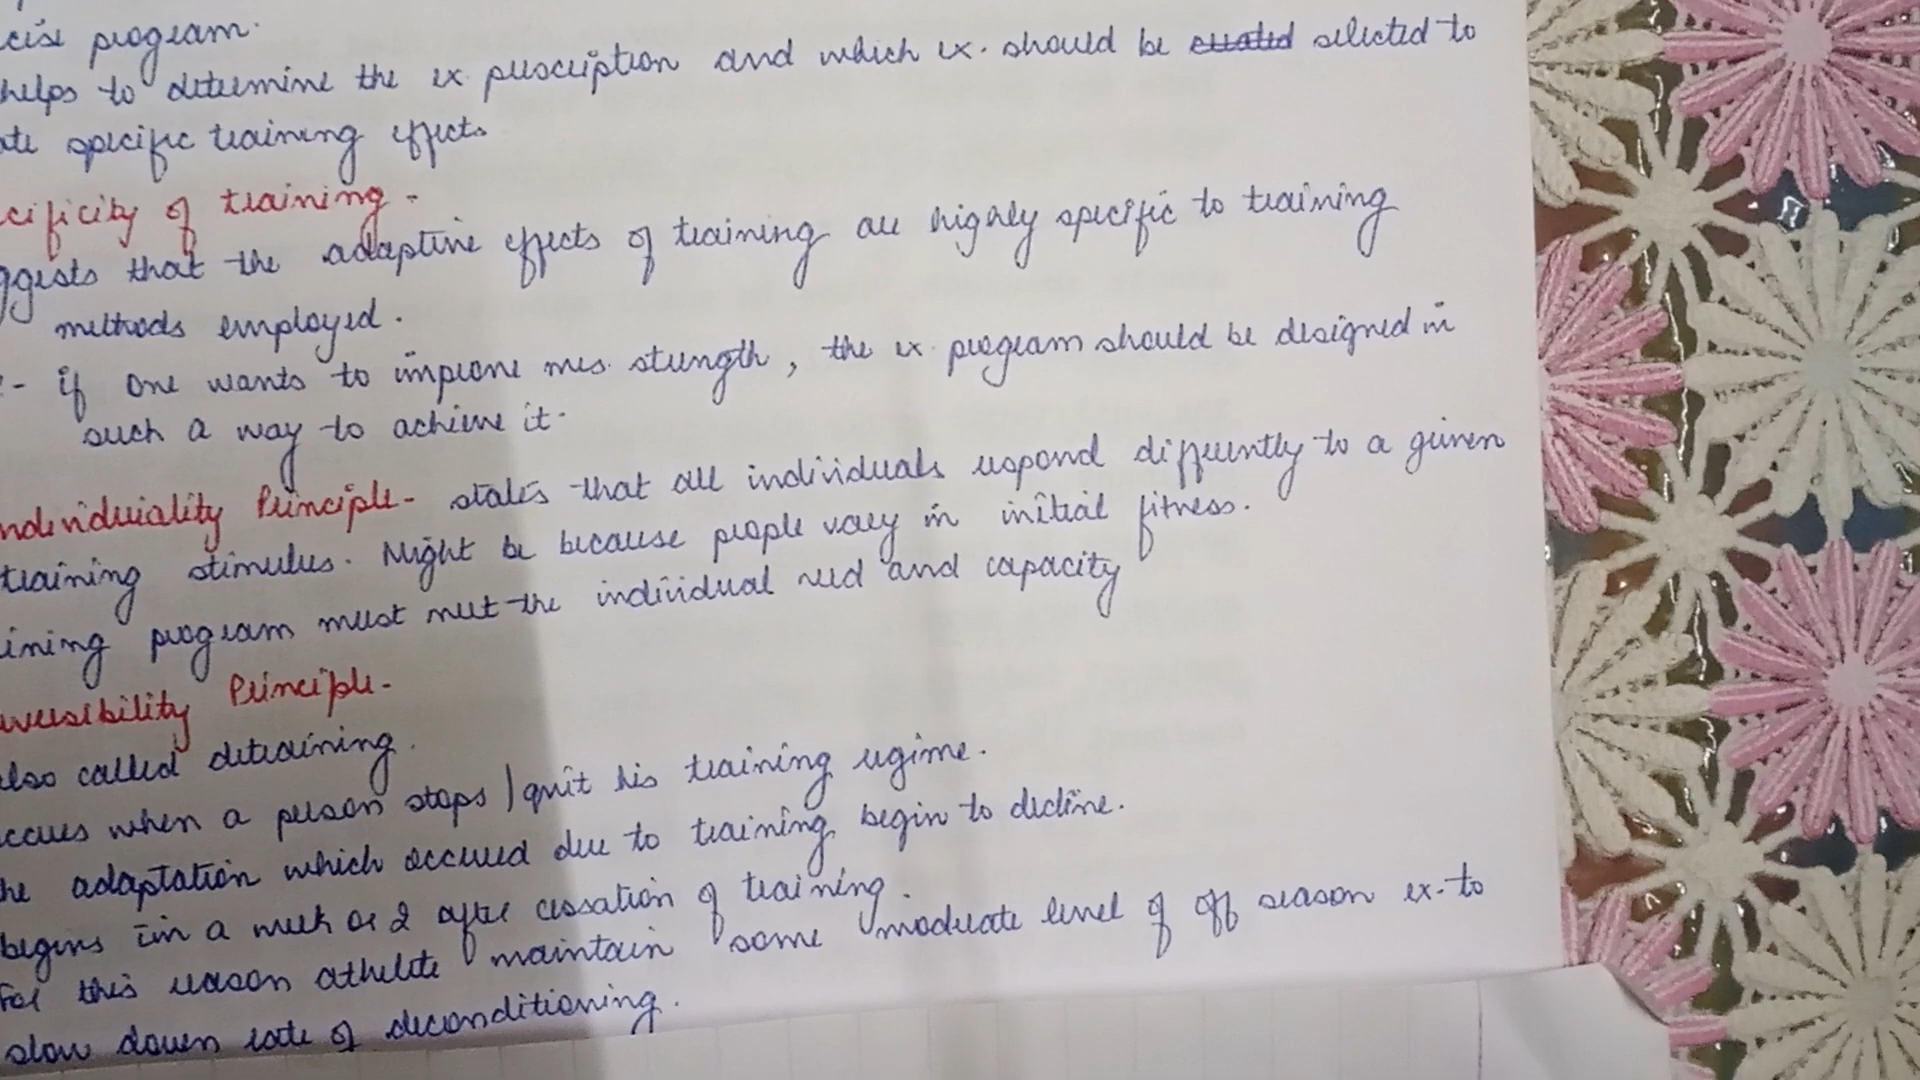 cise program.
helps to determine the ex prescription and which ex. should be selected to
ate specific training effects
cificity of training -
ggests that the adaptive effects of training are highly specific to training
methods employed.
:- if one wants to improve mus. strength, the ex. program should be designed in
such a way to achieve it.
ndividuality Principle - states that all individuals respond differently to a given
training stimulus. Might be because people vary in initial fitness.
ining program must meet the individual need and capacity
versibility Principle -
also called detraining.
ccurs when a person stops / quit his training regime.
he adaptation which occurred due to training begin to decline.
begins in a week or 2 after cessation of training.
For this reason athelete maintain some moderate level of off season ex. to
slow down rate of deconditioning.